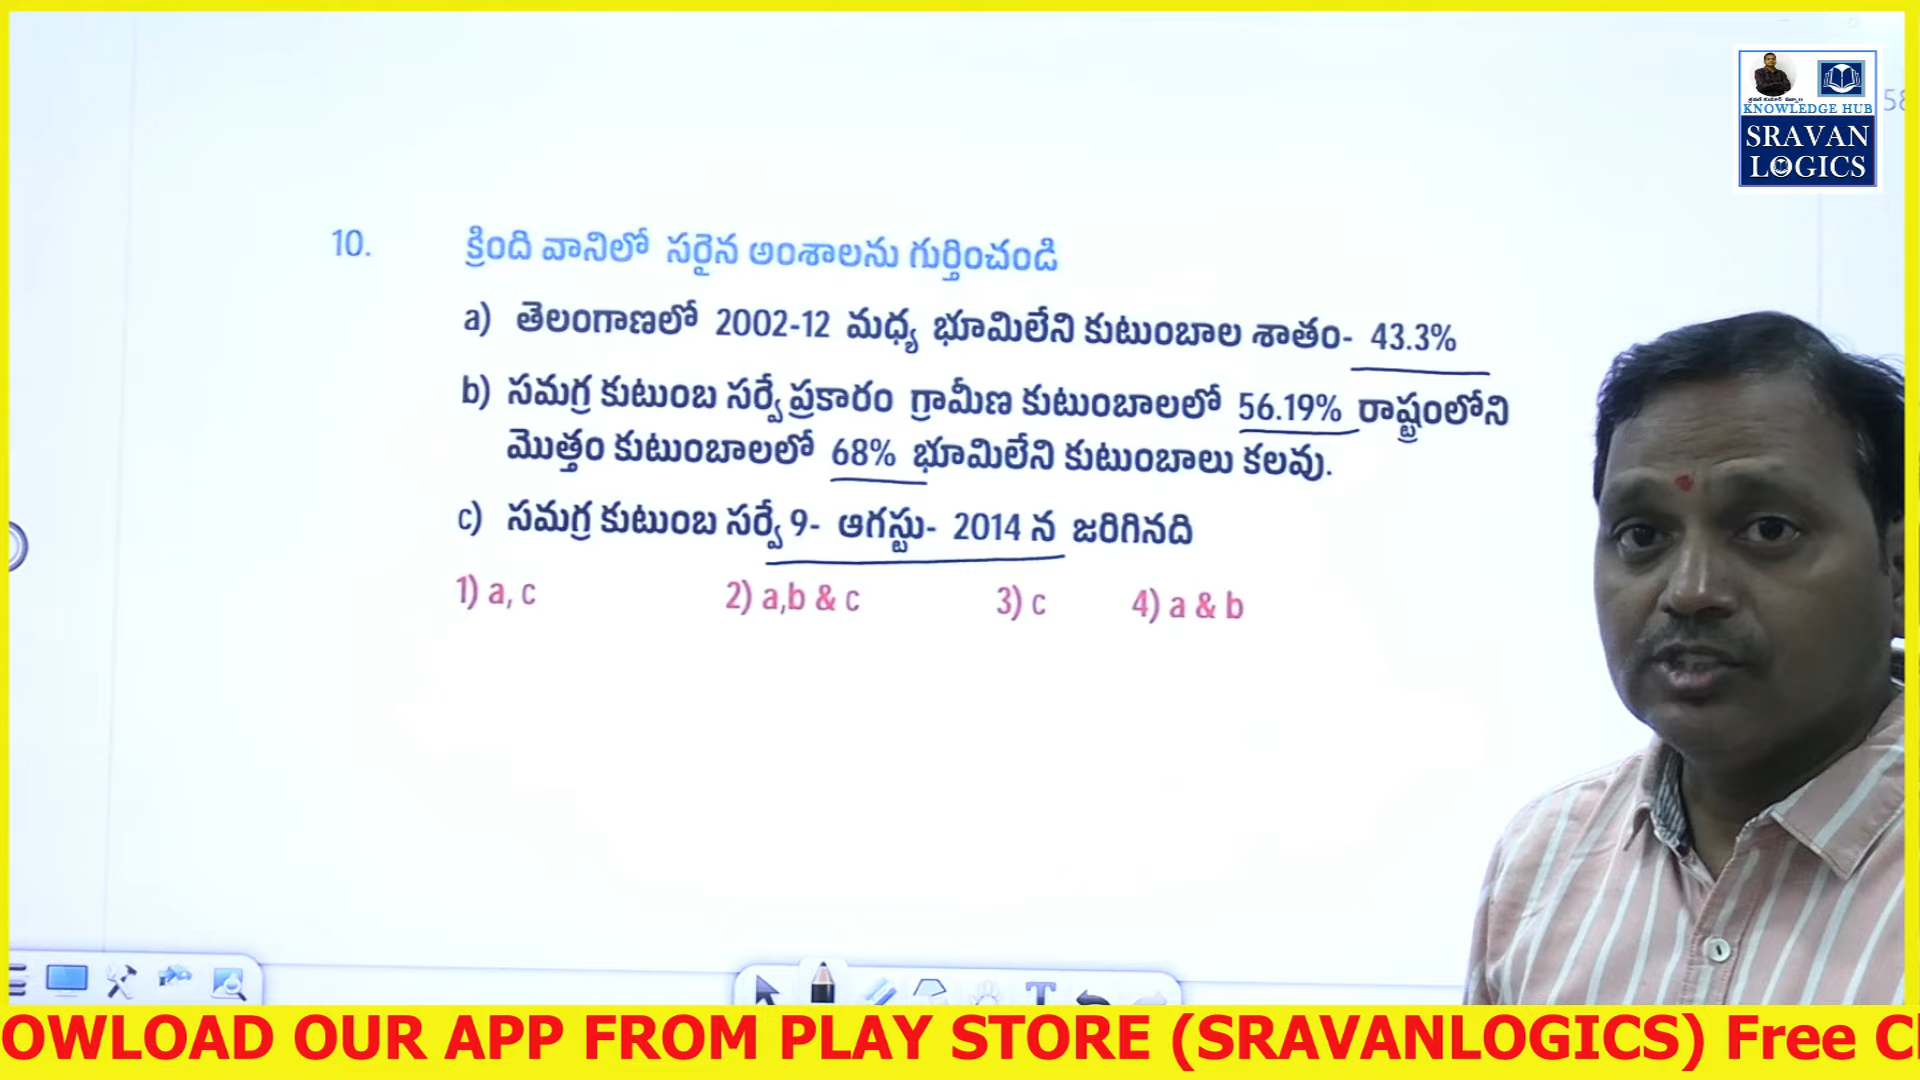 KNOWLEDGE HUB
SRAVAN
LOGICS
58
10. క్రింది వానిలో సరైన అంశాలను గుర్తించండి
a) తెలంగాణలో 2002-12 మధ్య భూమిలేని కుటుంబాల శాతం- 43.3%
b) సమగ్ర కుటుంబ సర్వే ప్రకారం గ్రామీణ కుటుంబాలలో 56.19% రాష్ట్రంలోని
మొత్తం కుటుంబాలలో 68% భూమిలేని కుటుంబాలు కలవు.
c) సమగ్ర కుటుంబ సర్వే 9- ఆగస్టు- 2014 న జరిగినది
1) a, c 2) a,b & c 3) c 4) a & b
OWLOAD OUR APP FROM PLAY STORE (SRAVANLOGICS) Free C